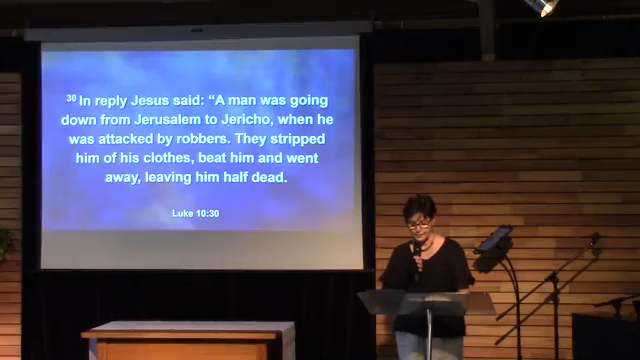 30 In reply Jesus said: “A man was going
down from Jerusalem to Jericho, when he
was attacked by robbers. They stripped
him of his clothes, beat him and went
away, leaving him half dead.
Luke 10:30